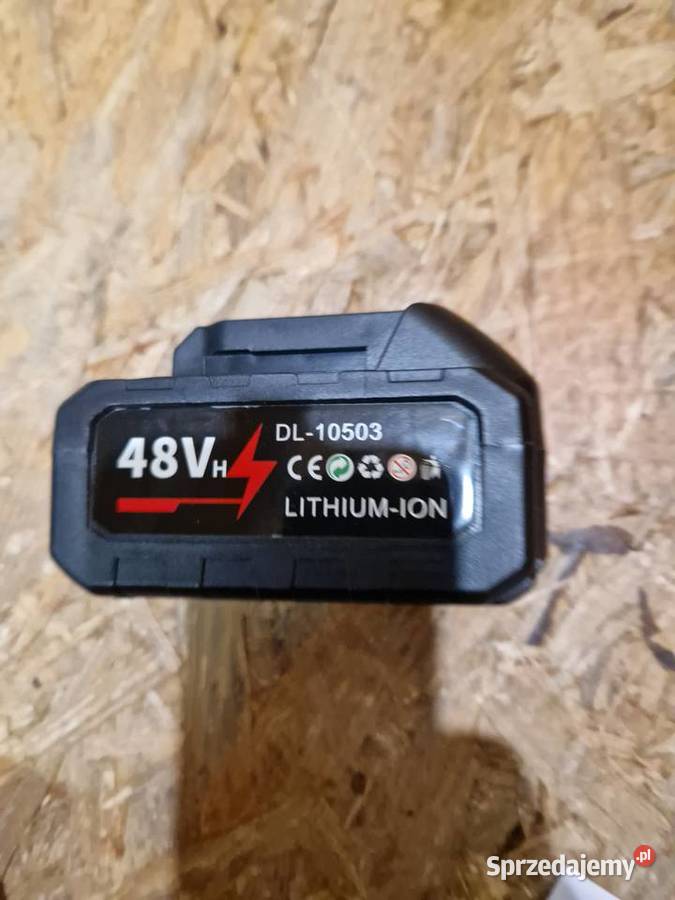 48VH
DL-10503
CE
LITHIUM-ION
Sprzedajemy.pl